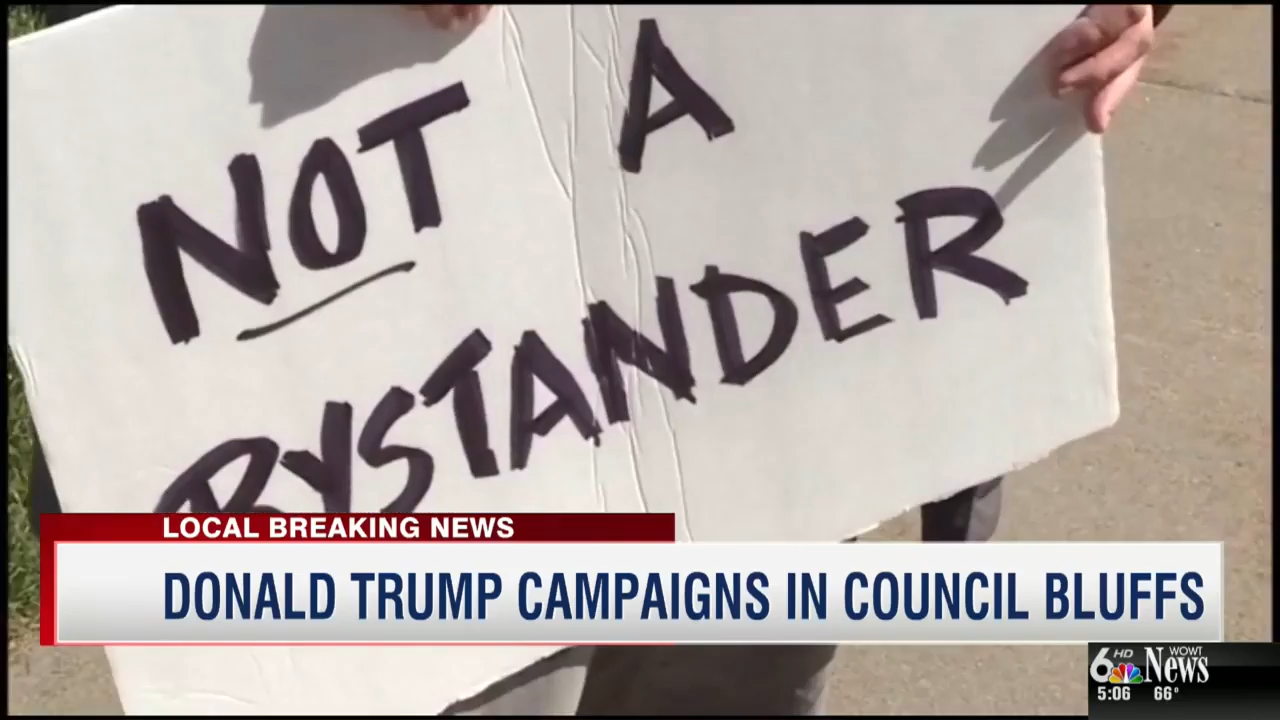 NOT A
BYSTANDER
LOCAL BREAKING NEWS
DONALD TRUMP CAMPAIGNS IN COUNCIL BLUFFS
6 HD WOWT News
5:06 66°